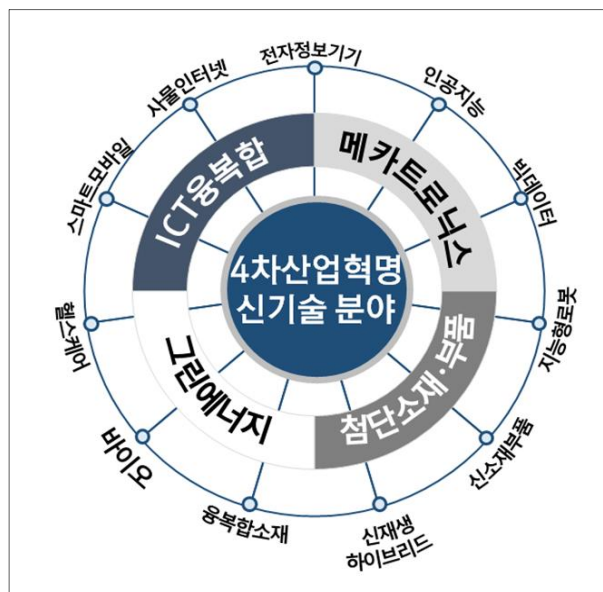 전자정보기기
인공지능
빅데이터
지능형로봇
신소재부품
신재생
하이브리드
융복합소재
바이오
헬스케어
스마트모바일
사물인터넷
ICT융복합
메카트로닉스
첨단소재·부품
그린에너지
4차산업혁명
신기술 분야